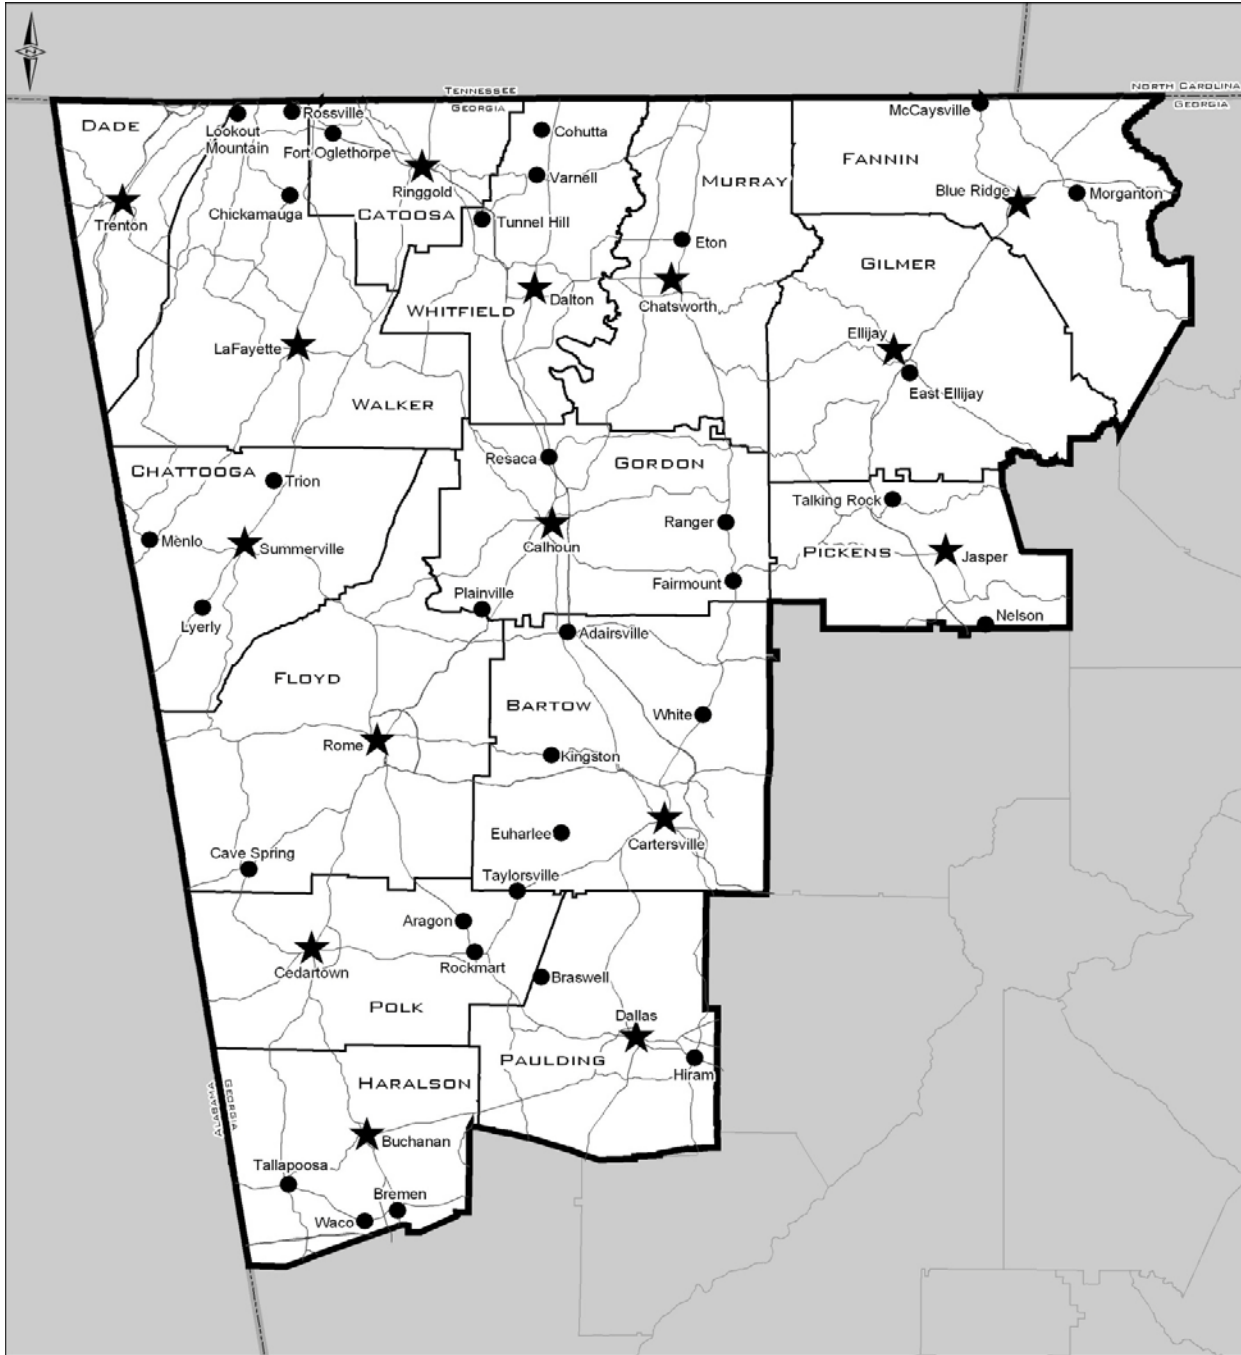 N
TENNESSEE
GEORGIA
NORTH CAROLINA
GEORGIA
DADE
Lookout
Mountain
Rossville
Fort Oglethorpe
Cohutta
McCaysville
FANNIN
Trenton
Chickamauga
Ringgold
CATOOSA
Varnell
MURRAY
Blue Ridge
Morganton
Tunnel Hill
Eton
GILMER
WHITFIELD
Dalton
Chatsworth
LaFayette
Ellijay
East Ellijay
WALKER
CHATTOOGA
Trion
Resaca
GORDON
Talking Rock
Menlo
Summerville
Calhoun
Ranger
PICKENS
Jasper
Lyerly
Plainville
Fairmount
Nelson
Adairsville
FLOYD
BARTOW
White
Rome
Kingston
Euharlee
Cartersville
Cave Spring
Taylorsville
Aragon
Cedartown
Rockmart
Braswell
POLK
Dallas
PAULDING
Hiram
HARALSON
ALABAMA
GEORGIA
Buchanan
Tallapoosa
Bremen
Waco